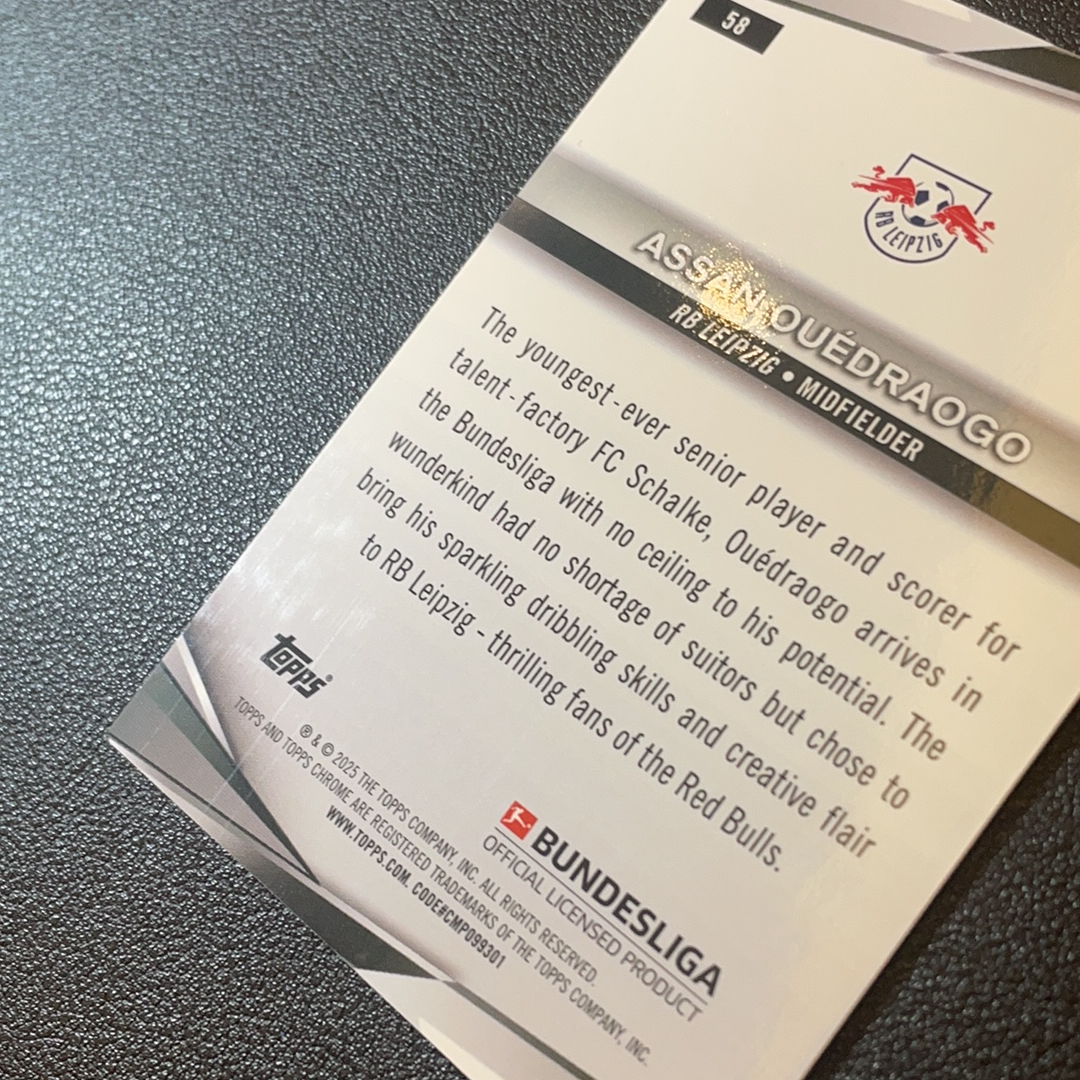 58
RB LEIPZIG
ASSAN OUÉDRAOGO
RB LEIPZIG • MIDFIELDER
The youngest-ever senior player and scorer for
talent-factory FC Schalke, Ouédraogo arrives in
the Bundesliga with no ceiling to his potential. The
wunderkind had no shortage of suitors but chose to
bring his sparkling dribbling skills and creative flair
to RB Leipzig - thrilling fans of the Red Bulls.
topps®
® & © 2025 THE TOPPS COMPANY, INC. ALL RIGHTS RESERVED.
TOPPS AND TOPPS CHROME ARE REGISTERED TRADEMARKS OF THE TOPPS COMPANY, INC.
WWW.TOPPS.COM. CODE#CMP099301
BUNDESLIGA
OFFICIAL LICENSED PRODUCT